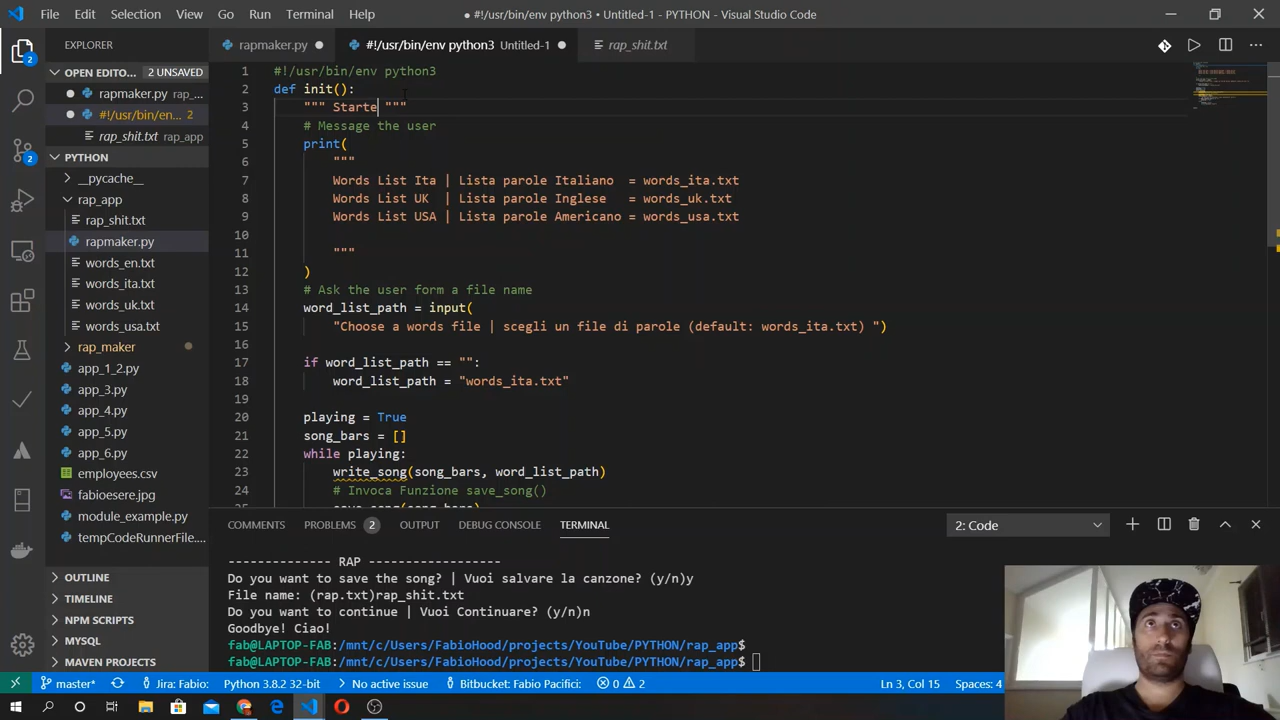 File Edit Selection View Go Run Terminal Help
● #!/usr/bin/env python3 • Untitled-1 - PYTHON - Visual Studio Code
EXPLORER
rapmaker.py ●
#!/usr/bin/env python3 Untitled-1 ●
rap_shit.txt
OPEN EDITO... 2 UNSAVED
rapmaker.py rap_...
#!/usr/bin/en... 2
rap_shit.txt rap_app
PYTHON
__pycache__
rap_app
rap_shit.txt
rapmaker.py
words_en.txt
words_ita.txt
words_uk.txt
words_usa.txt
rap_maker
app_1_2.py
app_3.py
app_4.py
app_5.py
app_6.py
employees.csv
fabioesere.jpg
module_example.py
tempCodeRunnerFile....
OUTLINE
TIMELINE
NPM SCRIPTS
MYSQL
MAVEN PROJECTS
2
2
1 #!/usr/bin/env python3
2 def init():
3 """ Starte """
4 # Message the user
5 print(
6 """
7 Words List Ita | Lista parole Italiano = words_ita.txt
8 Words List UK | Lista parole Inglese = words_uk.txt
9 Words List USA | Lista parole Americano = words_usa.txt
10
11 """
12 )
13 # Ask the user form a file name
14 word_list_path = input(
15 "Choose a words file | scegli un file di parole (default: words_ita.txt) ")
16
17 if word_list_path == "":
18 word_list_path = "words_ita.txt"
19
20 playing = True
21 song_bars = []
22 while playing:
23 write_song(song_bars, word_list_path)
24 # Invoca Funzione save_song()
COMMENTS PROBLEMS 2 OUTPUT DEBUG CONSOLE TERMINAL 2: Code
-------------- RAP -----------------
Do you want to save the song? | Vuoi salvare la canzone? (y/n)y
File name: (rap.txt)rap_shit.txt
Do you want to continue | Vuoi Continuare? (y/n)n
Goodbye! Ciao!
fab@LAPTOP-FAB:/mnt/c/Users/FabioHood/projects/YouTube/PYTHON/rap_app$
fab@LAPTOP-FAB:/mnt/c/Users/FabioHood/projects/YouTube/PYTHON/rap_app$
master* Jira: Fabio: Python 3.8.2 32-bit No active issue Bitbucket: Fabio Pacifici: 0 2 Ln 3, Col 15 Spaces: 4